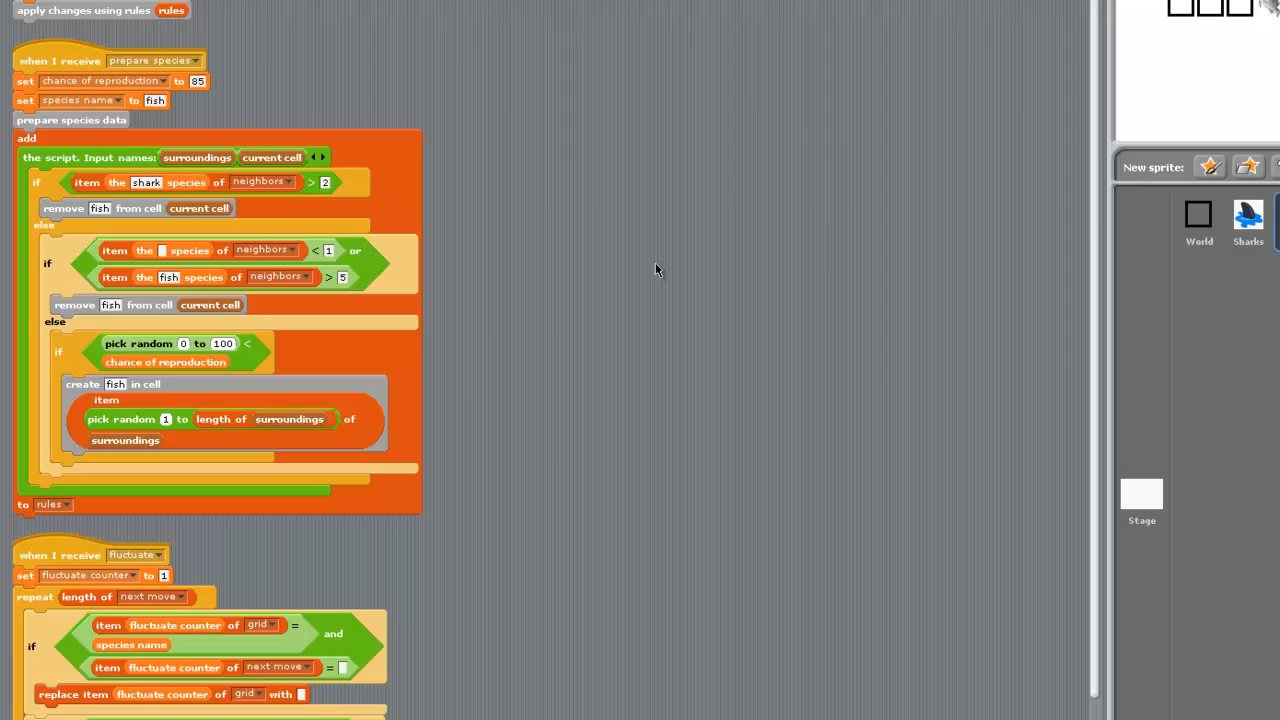 apply changes using rules rules
when I receive prepare species
set chance of reproduction to 85
set species name to fish
prepare species data
add
the script. Input names: surroundings current cell
if item the shark species of neighbors > 2
remove fish from cell current cell
else
item the species of neighbors < 1 or
if
item the fish species of neighbors > 5
remove fish from cell current cell
else
pick random 0 to 100 <
if
chance of reproduction
create fish in cell
item
pick random 1 to length of surroundings of
surroundings
to rules
when I receive fluctuate
set fluctuate counter to 1
repeat length of next move
item fluctuate counter of grid =
and
species name
if
item fluctuate counter of next move =
replace item fluctuate counter of grid with
New sprite:
World Sharks
Stage